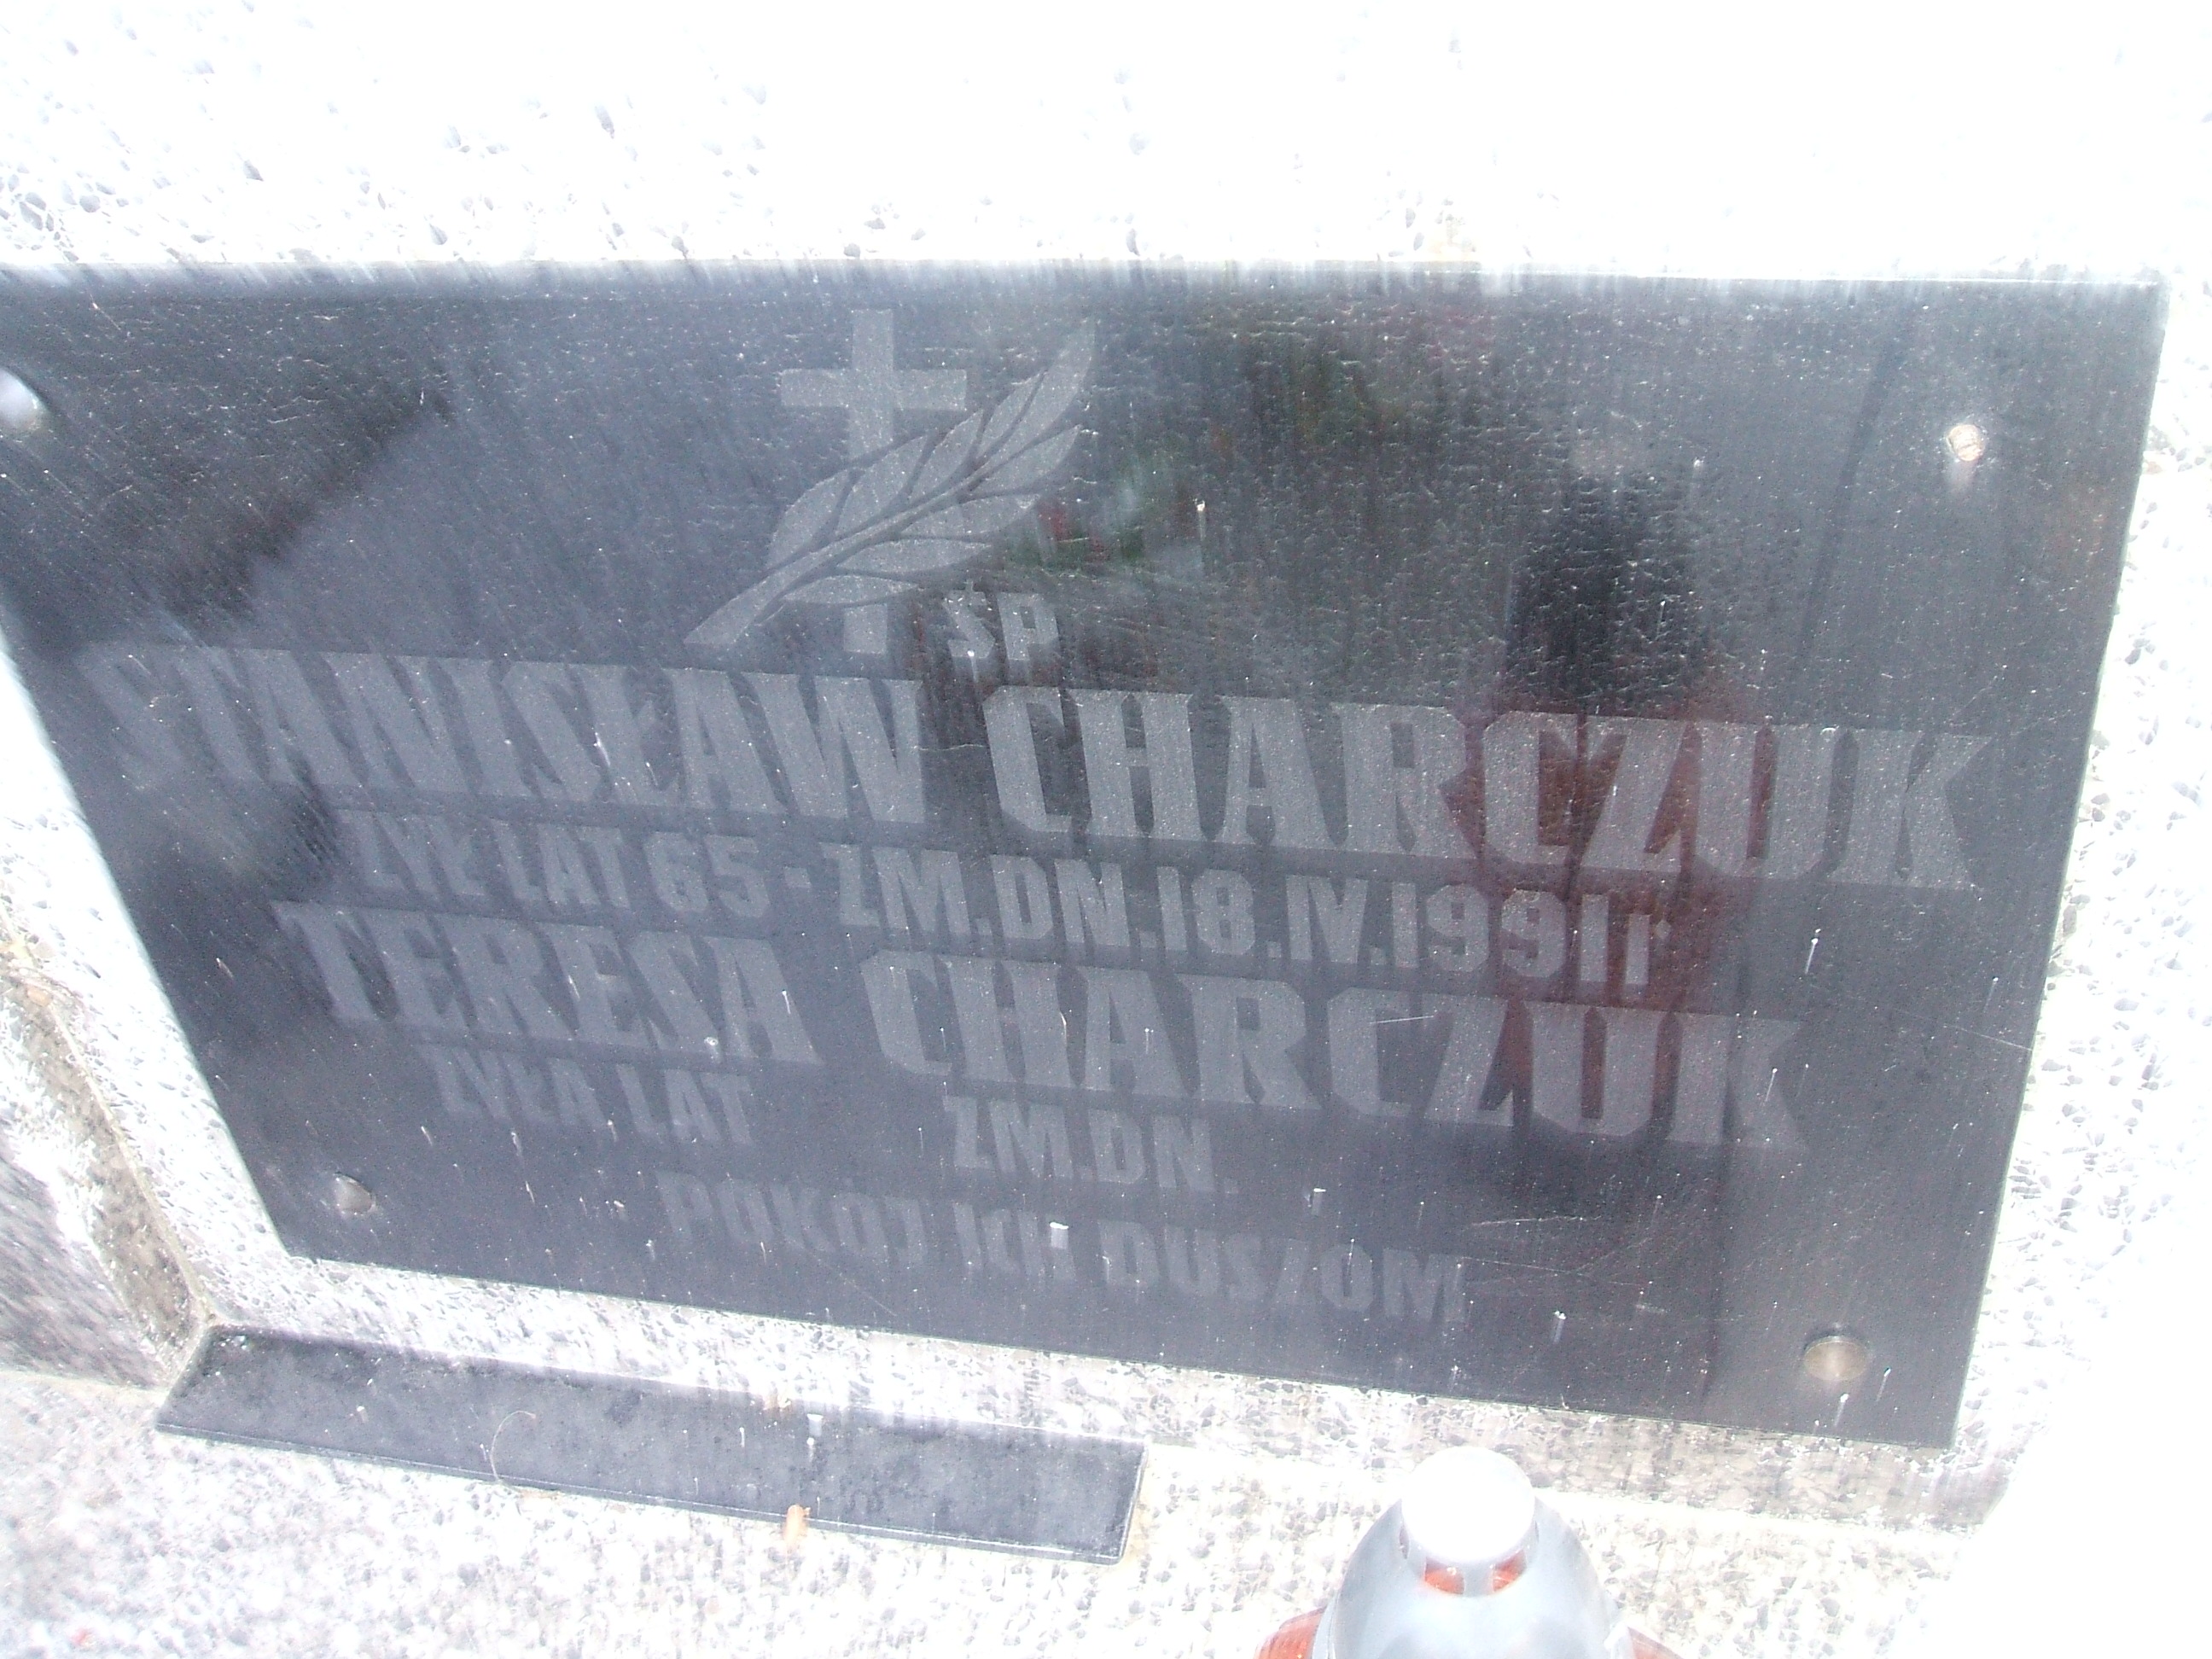 ŚP
STANISŁAW CHARCZUK
ŻYŁ LAT 65 - ZM.DN.18.IV.1991r
TERESA CHARCZUK
ŻYŁA LAT ZM.DN.
POKÓJ ICH DUSZOM